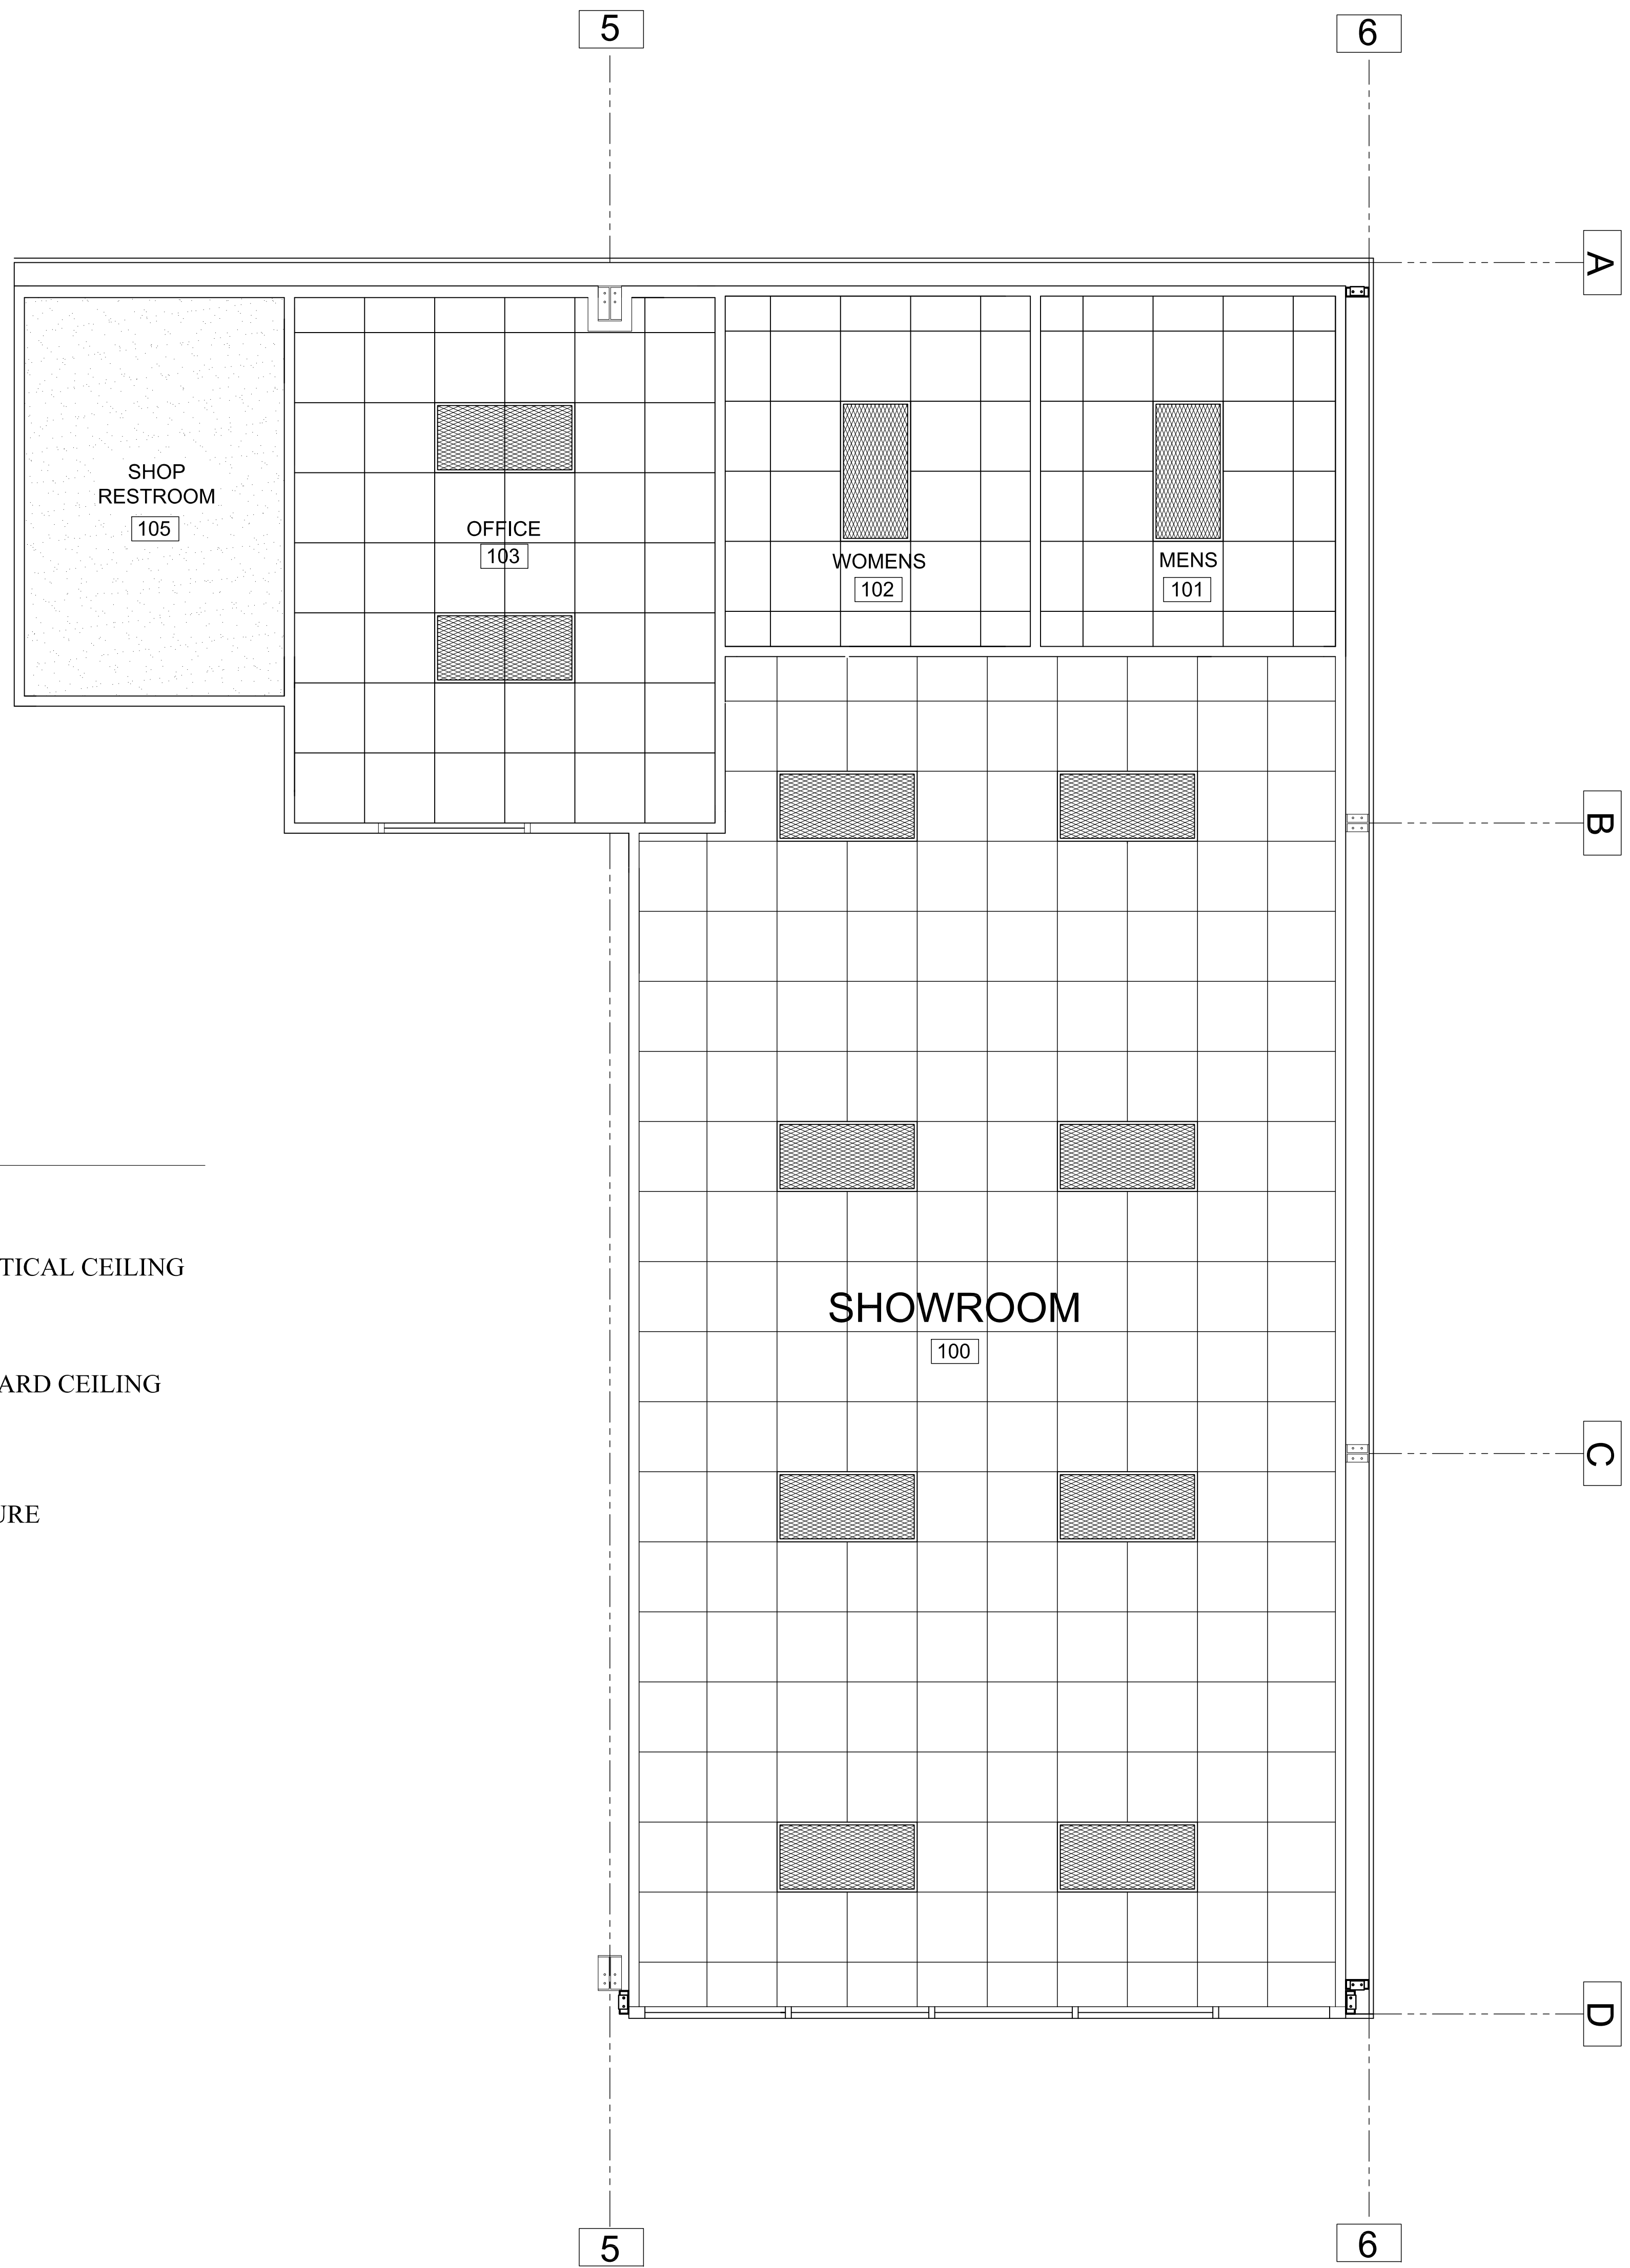 5
6
A
SHOP
RESTROOM
105
OFFICE
103
WOMENS
102
MENS
101
B
TICAL CEILING
SHOWROOM
100
ARD CEILING
C
URE
D
5
6